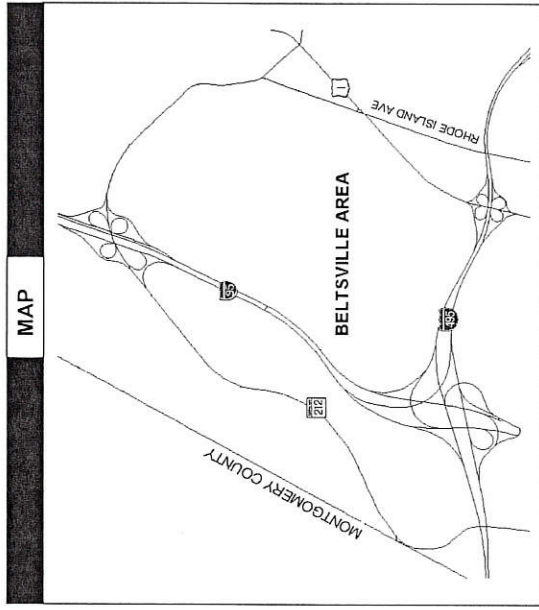 MAP
95
1
RHODE ISLAND AVE
BELTSVILLE AREA
212
MONTGOMERY COUNTY
495